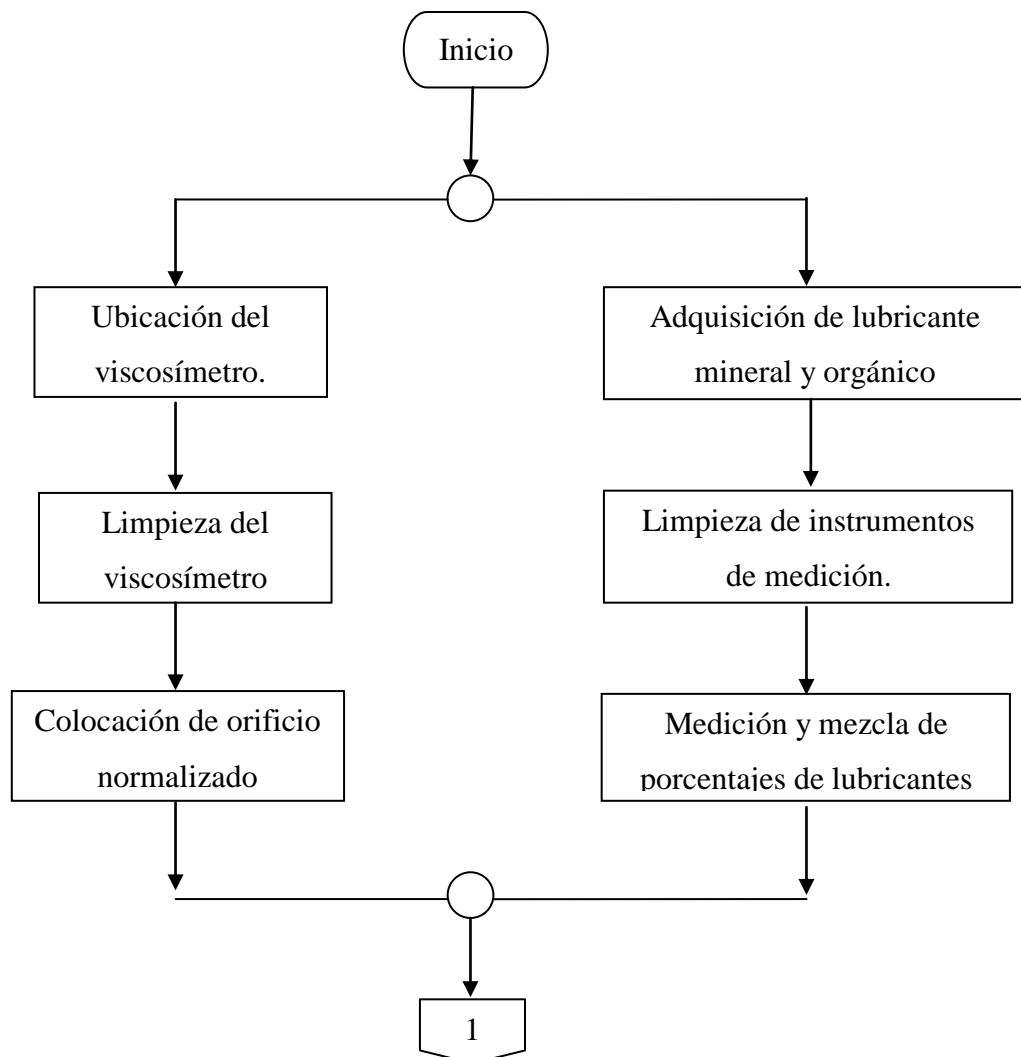 Inicio
Ubicación del
viscosímetro.
Adquisición de lubricante
mineral y orgánico
Limpieza del
viscosímetro
Limpieza de instrumentos
de medición.
Colocación de orificio
normalizado
Medición y mezcla de
porcentajes de lubricantes
1